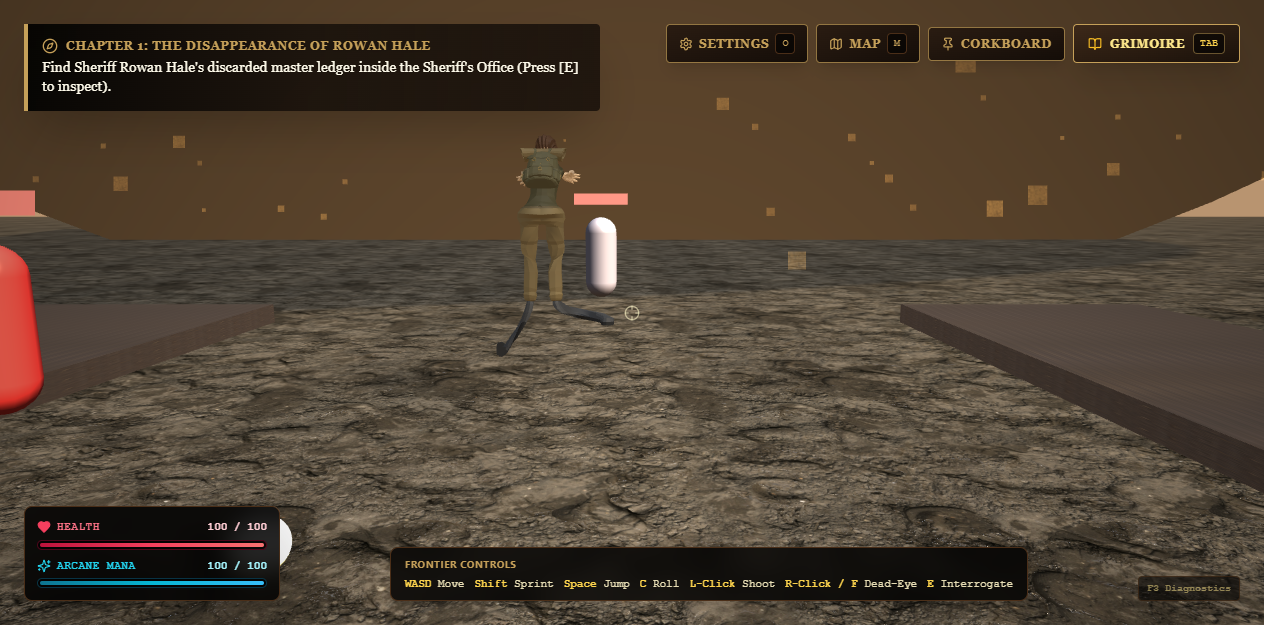 CHAPTER 1: THE DISAPPEARANCE OF ROWAN HALE
Find Sheriff Rowan Hale's discarded master ledger inside the Sheriff's Office (Press [E]
to inspect).
SETTINGS O
MAP M
CORKBOARD
GRIMOIRE TAB
HEALTH 100 / 100
ARCANE MANA 100 / 100
FRONTIER CONTROLS
WASD Move Shift Sprint Space Jump C Roll L-Click Shoot R-Click / F Dead-Eye E Interrogate
F3 Diagnostics